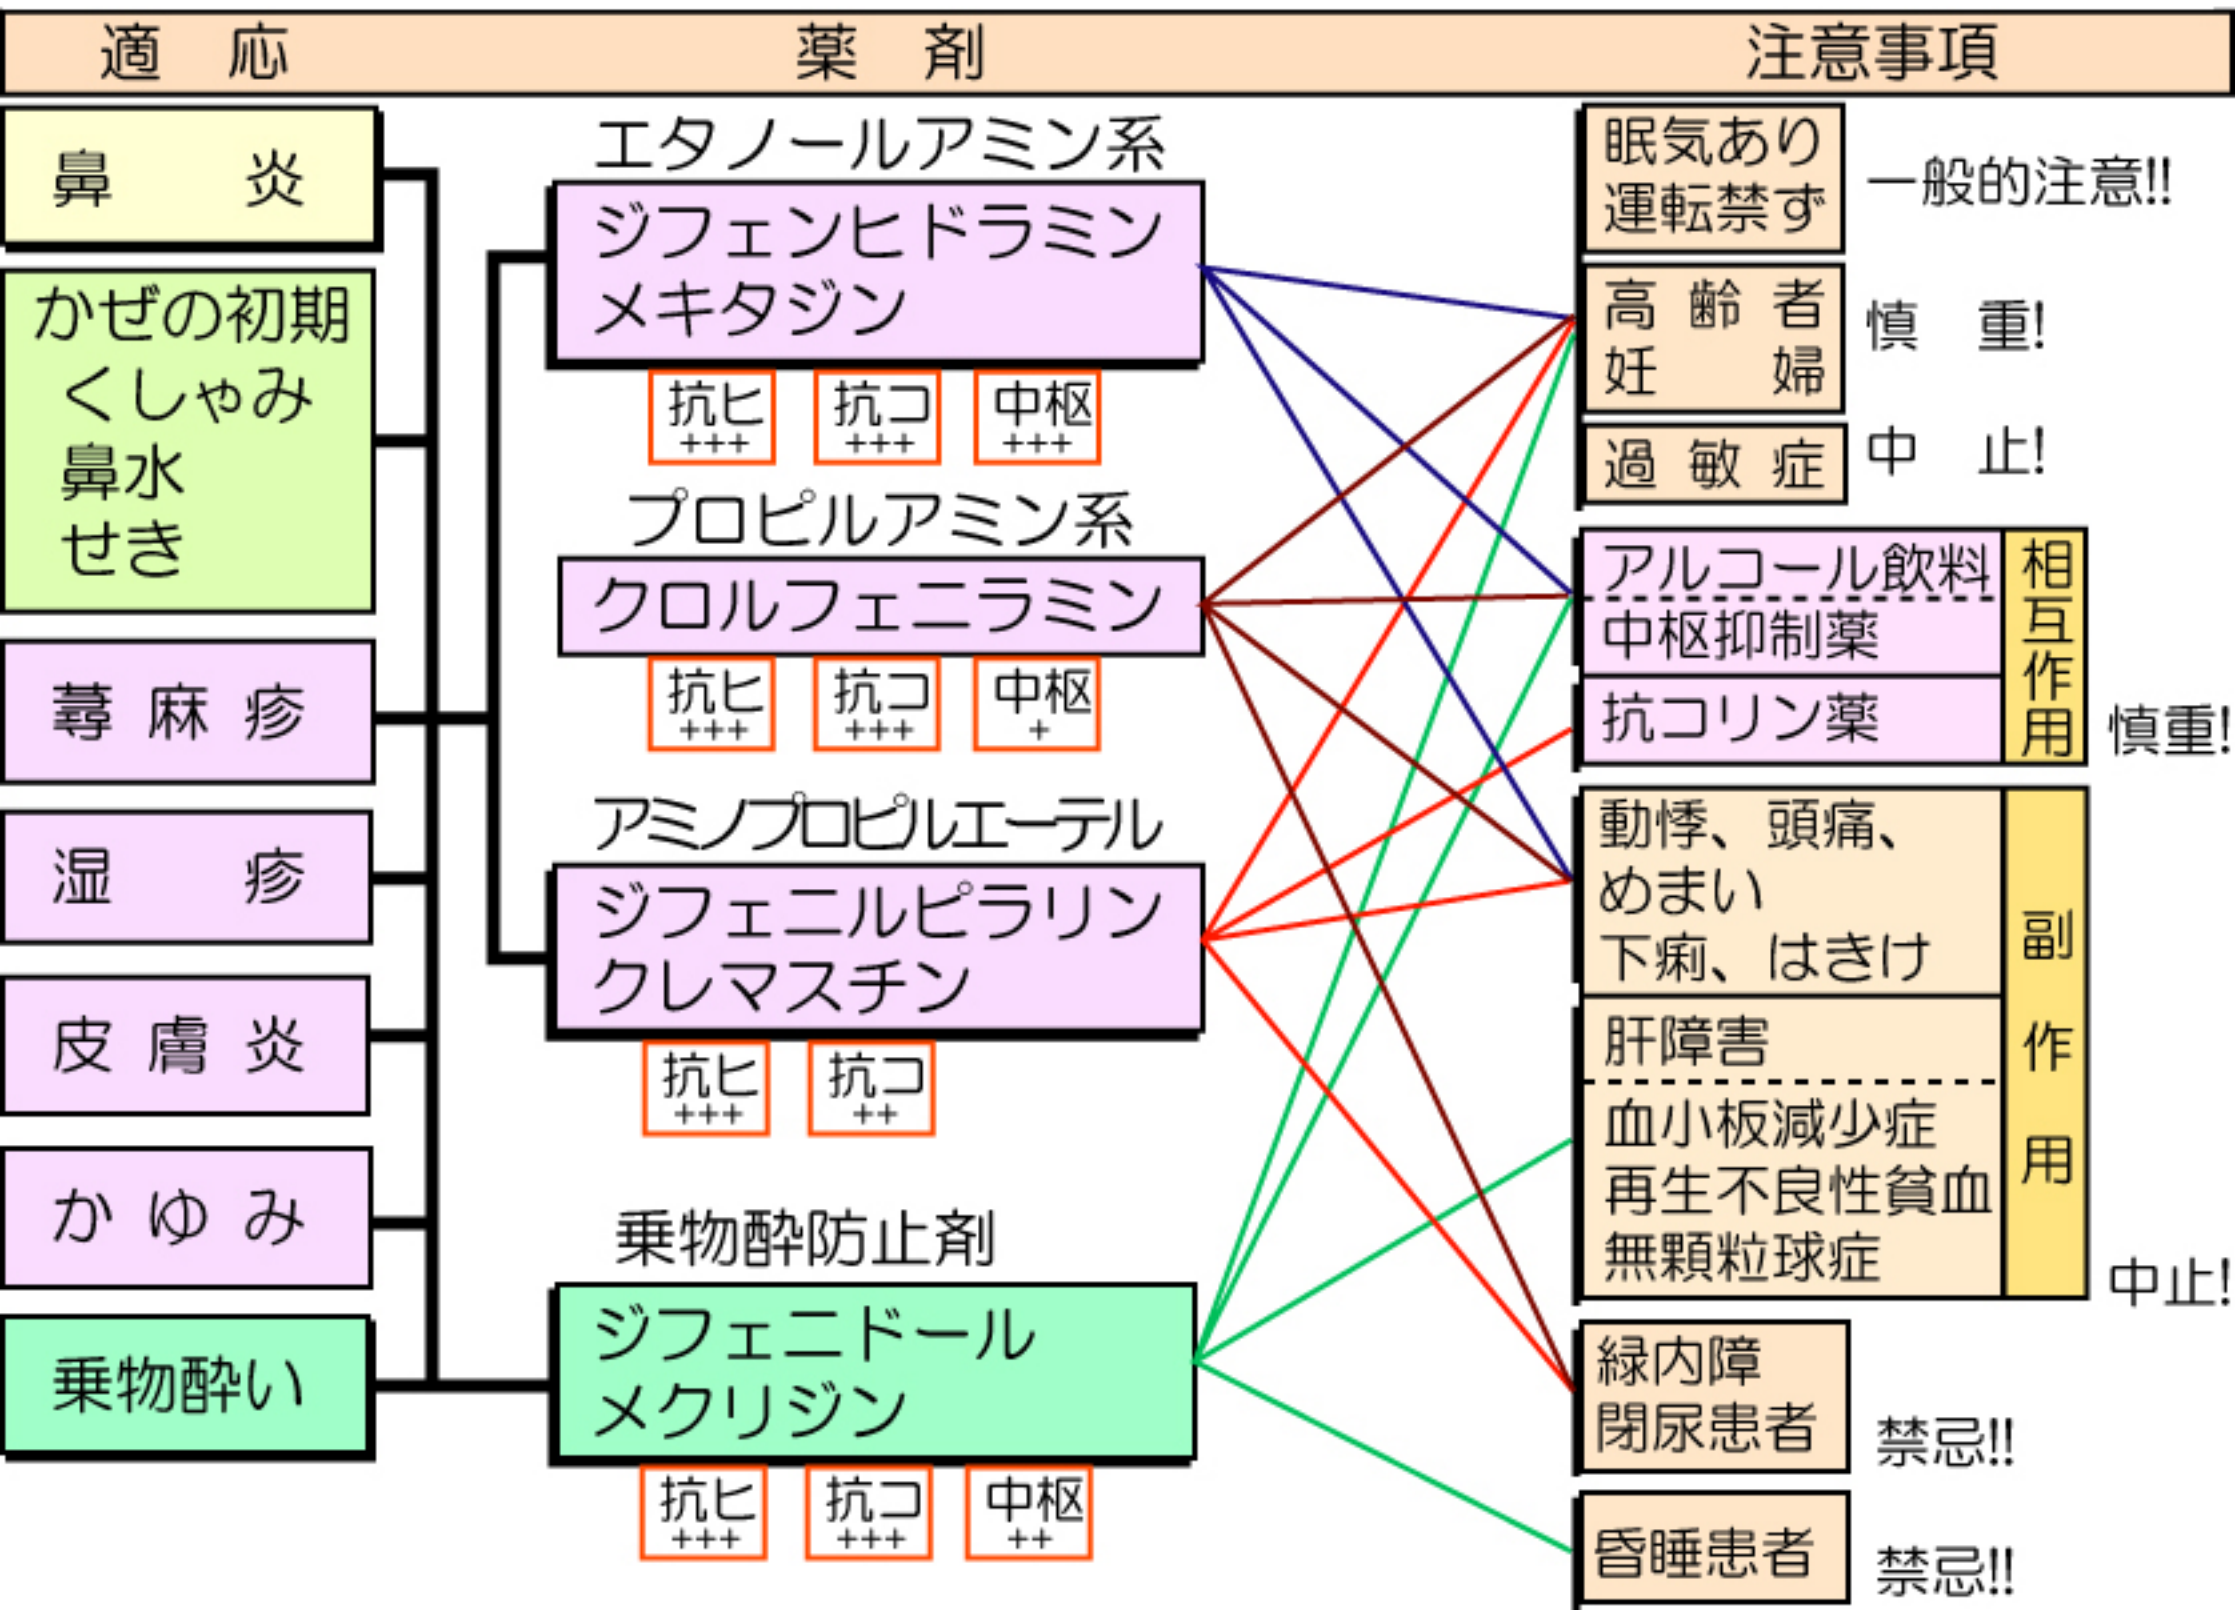 適応
薬剤
注意事項
鼻炎
かぜの初期
くしゃみ
鼻水
せき
蕁麻疹
湿疹
皮膚炎
かゆみ
乗物酔い
エタノールアミン系
ジフェンヒドラミン
メキタジン
抗ヒ
+++
抗コ
+++
中枢
+++
プロピルアミン系
クロルフェニラミン
抗ヒ
+++
抗コ
+++
中枢
+
アミノプロピルエーテル
ジフェニルピラリン
クレマスチン
抗ヒ
+++
抗コ
++
乗物酔防止剤
ジフェニドール
メクリジン
抗ヒ
+++
抗コ
+++
中枢
++
眠気あり
運転禁ず
一般的注意!!
高齢者
妊婦
慎重!
過敏症
中止!
アルコール飲料
中枢抑制薬
抗コリン薬
相互作用
慎重!
動悸、頭痛、
めまい
下痢、はきけ
肝障害
血小板減少症
再生不良性貧血
無顆粒球症
副作用
中止!
緑内障
閉尿患者
禁忌!!
昏睡患者
禁忌!!